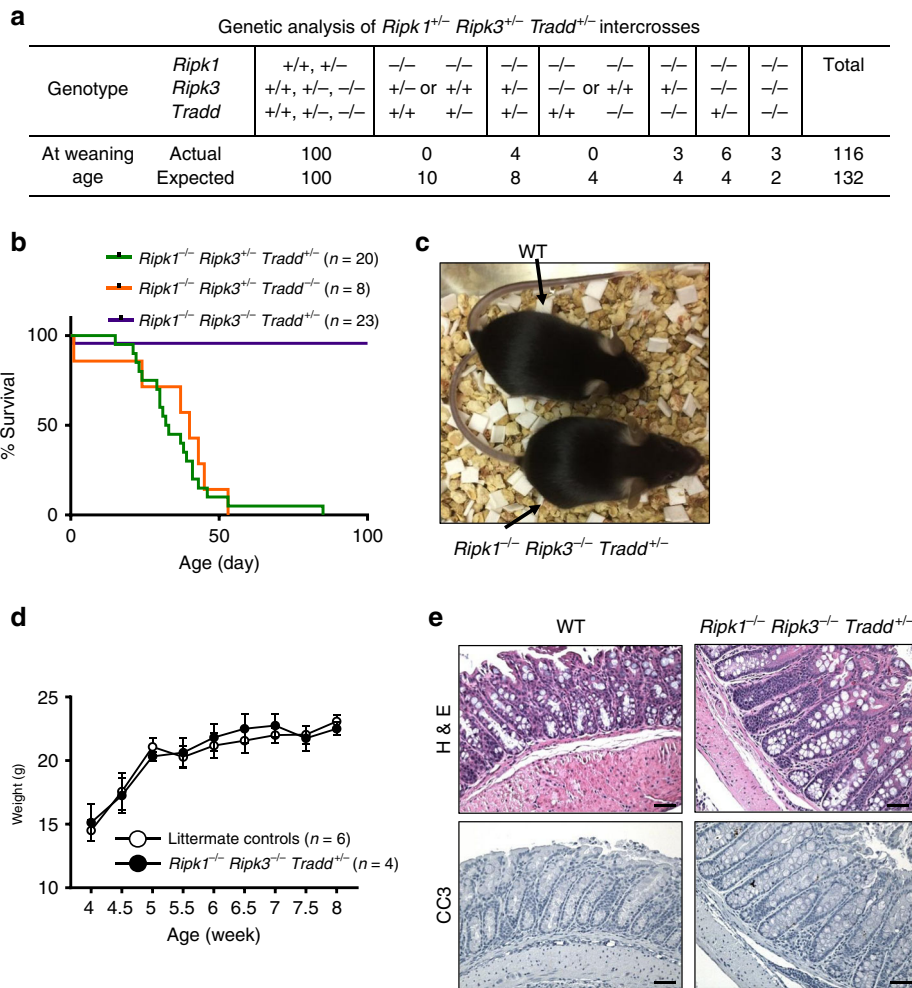 a
Genetic analysis of Ripk1+/– Ripk3+/– Tradd+/– intercrosses
Genotype
Ripk1 +/+, +/– –/– –/– –/– –/– –/– –/– –/– –/– Total
Ripk3 +/+, +/–, –/– +/– or +/+ +/– –/– or +/+ +/– –/– –/–
Tradd +/+, +/–, –/– +/+ +/– +/– +/+ –/– –/– +/– –/–
At weaning age
Actual 100 0 4 0 3 6 3 116
Expected 100 10 8 4 4 4 2 132
b
Ripk1–/– Ripk3+/– Tradd+/– (n = 20)
Ripk1–/– Ripk3+/– Tradd–/– (n = 8)
Ripk1–/– Ripk3–/– Tradd+/– (n = 23)
% Survival
100
50
0
0 50 100
Age (day)
c
WT
Ripk1–/– Ripk3–/– Tradd+/–
d
Weight (g)
25
20
15
10
Littermate controls (n = 6)
Ripk1–/– Ripk3–/– Tradd+/– (n = 4)
4 4.5 5 5.5 6 6.5 7 7.5 8
Age (week)
e
WT
Ripk1–/– Ripk3–/– Tradd+/–
H & E
CC3